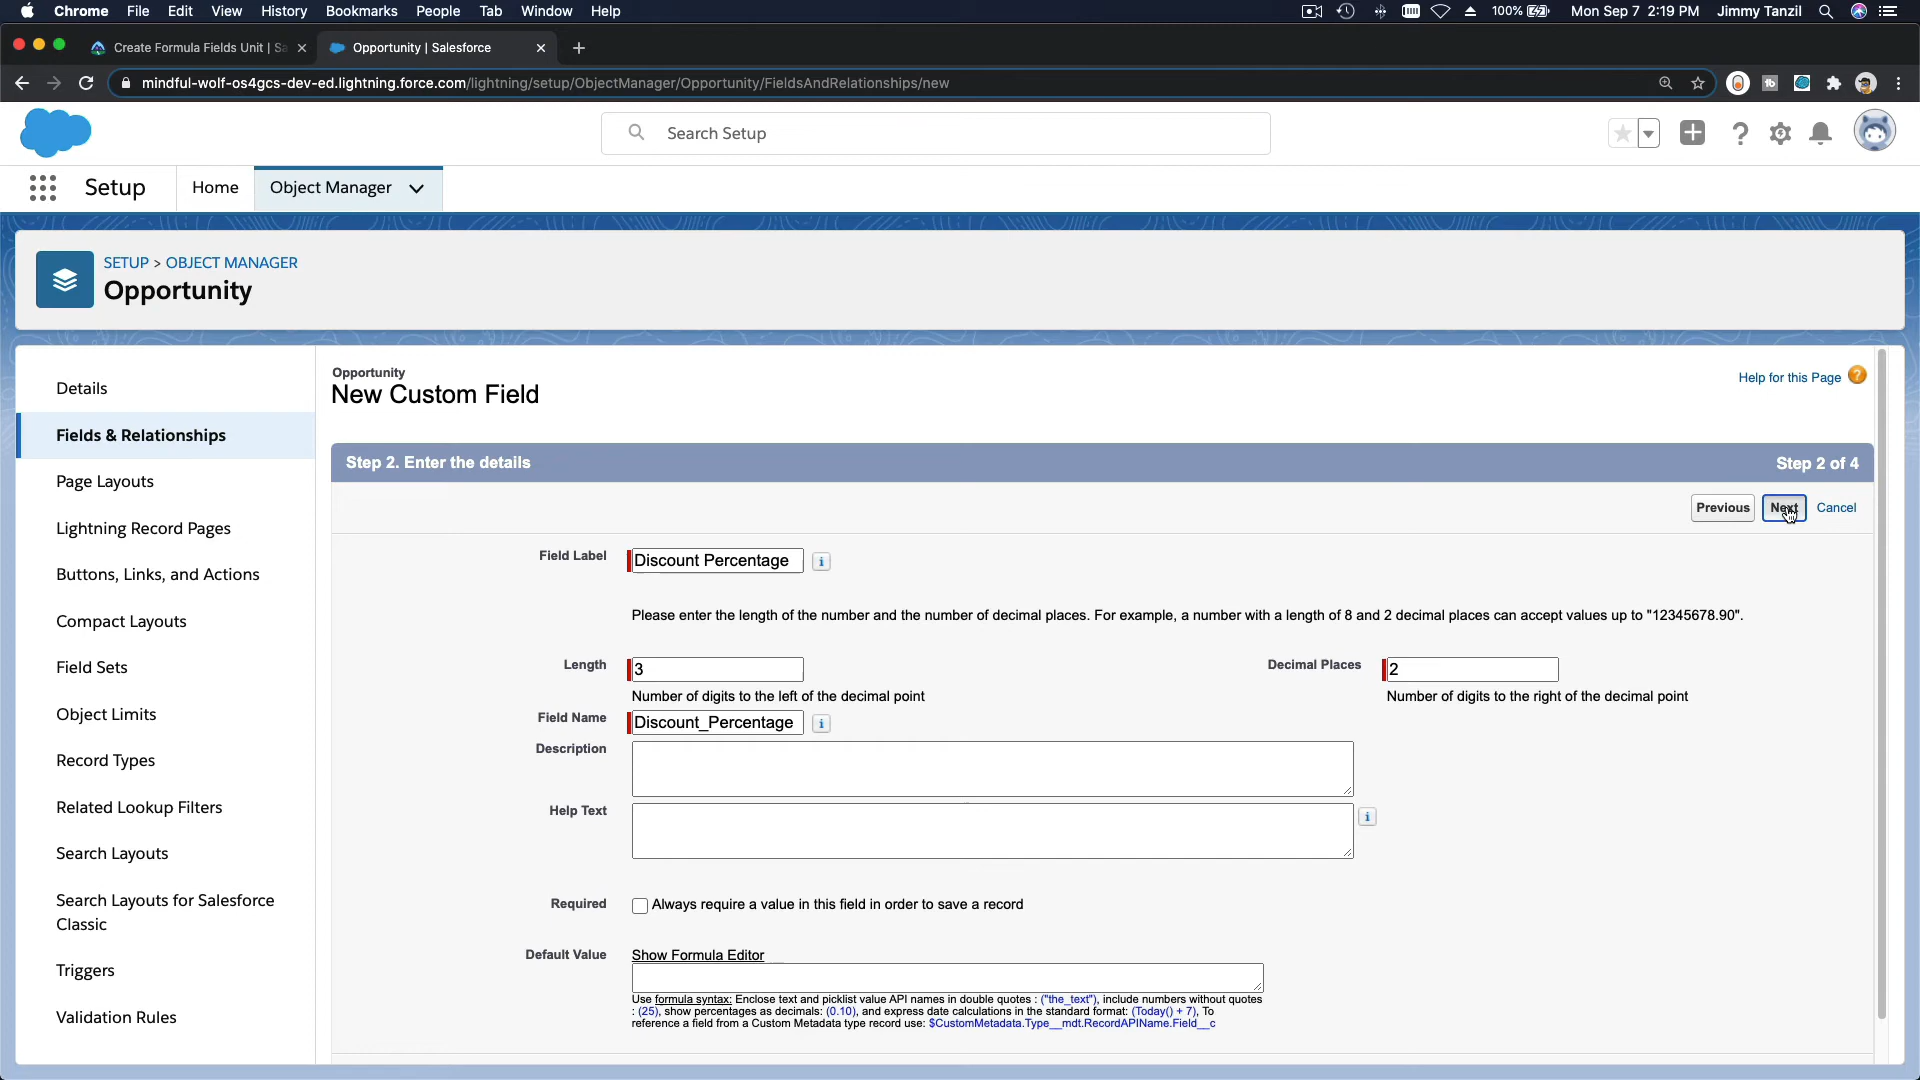 Chrome File Edit View History Bookmarks People Tab Window Help 100% Mon Sep 7 2:19 PM Jimmy Tanzil
Create Formula Fields Unit | Sa Opportunity | Salesforce
mindful-wolf-os4gcs-dev-ed.lightning.force.com/lightning/setup/ObjectManager/Opportunity/FieldsAndRelationships/new
Search Setup
Setup Home Object Manager
SETUP > OBJECT MANAGER
Opportunity
Details
Fields & Relationships
Page Layouts
Lightning Record Pages
Buttons, Links, and Actions
Compact Layouts
Field Sets
Object Limits
Record Types
Related Lookup Filters
Search Layouts
Search Layouts for Salesforce
Classic
Triggers
Validation Rules
Opportunity
New Custom Field
Help for this Page
Step 2. Enter the details Step 2 of 4
Previous Next Cancel
Field Label Discount Percentage
Please enter the length of the number and the number of decimal places. For example, a number with a length of 8 and 2 decimal places can accept values up to "12345678.90".
Length 3 Decimal Places 2
Number of digits to the left of the decimal point Number of digits to the right of the decimal point
Field Name Discount_Percentage
Description
Help Text
Required Always require a value in this field in order to save a record
Default Value Show Formula Editor
Use formula syntax: Enclose text and picklist value API names in double quotes : ("the_text"), include numbers without quotes
: (25), show percentages as decimals: (0.10), and express date calculations in the standard format: (Today() + 7), To
reference a field from a Custom Metadata type record use: $CustomMetadata.Type__mdt.RecordAPIName.Field__c